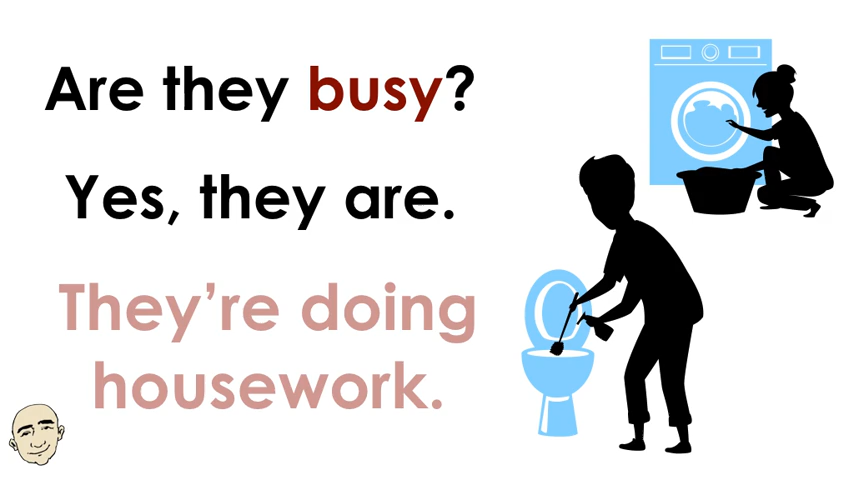 Are they busy?
Yes, they are.
They’re doing
housework.